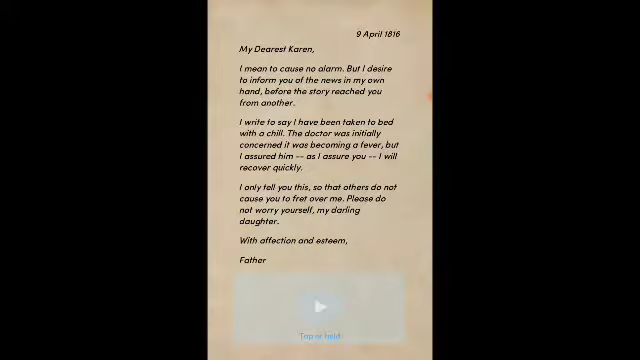 9 April 1816
My Dearest Karen,
I mean to cause no alarm. But I desire
to inform you of the news in my own
hand, before the story reached you
from another.
I write to say I have been taken to bed
with a chill. The doctor was initially
concerned it was becoming a fever, but
I assured him -- as I assure you -- I will
recover quickly.
I only tell you this, so that others do not
cause you to fret over me. Please do
not worry yourself, my darling
daughter.
With affection and esteem,
Father
Tap or hold